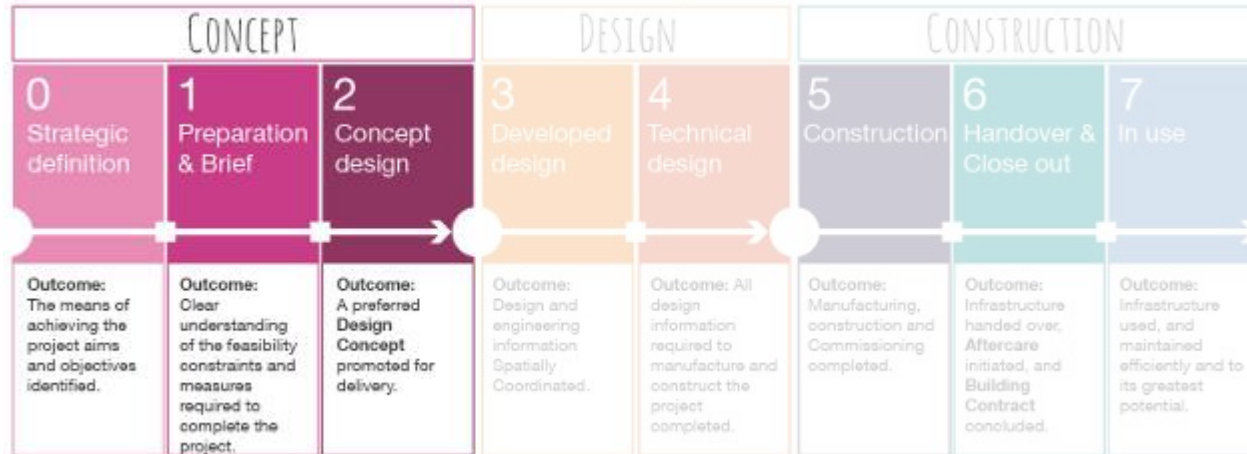 CONCEPT
DESIGN
CONSTRUCTION
0
Strategic
definition
1
Preparation
& Brief
2
Concept
design
3
Developed
design
4
Technical
design
5
Construction
6
Handover &
Close out
7
In use
Outcome:
The means of
achieving the
project aims
and objectives
identified.
Outcome:
Clear
understanding
of the feasibility
constraints and
measures
required to
complete the
project.
Outcome:
A preferred
Design
Concept
promoted for
delivery.
Outcome:
Design and
engineering
information
Spatially
Coordinated.
Outcome: All
design
information
required to
manufacture and
construct the
project
completed.
Outcome:
Manufacturing,
construction and
Commissioning
completed.
Outcome:
Infrastructure
handed over,
Aftercare
initiated, and
Building
Contract
concluded.
Outcome:
Infrastructure
used, and
maintained
efficiently and to
its greatest
potential.